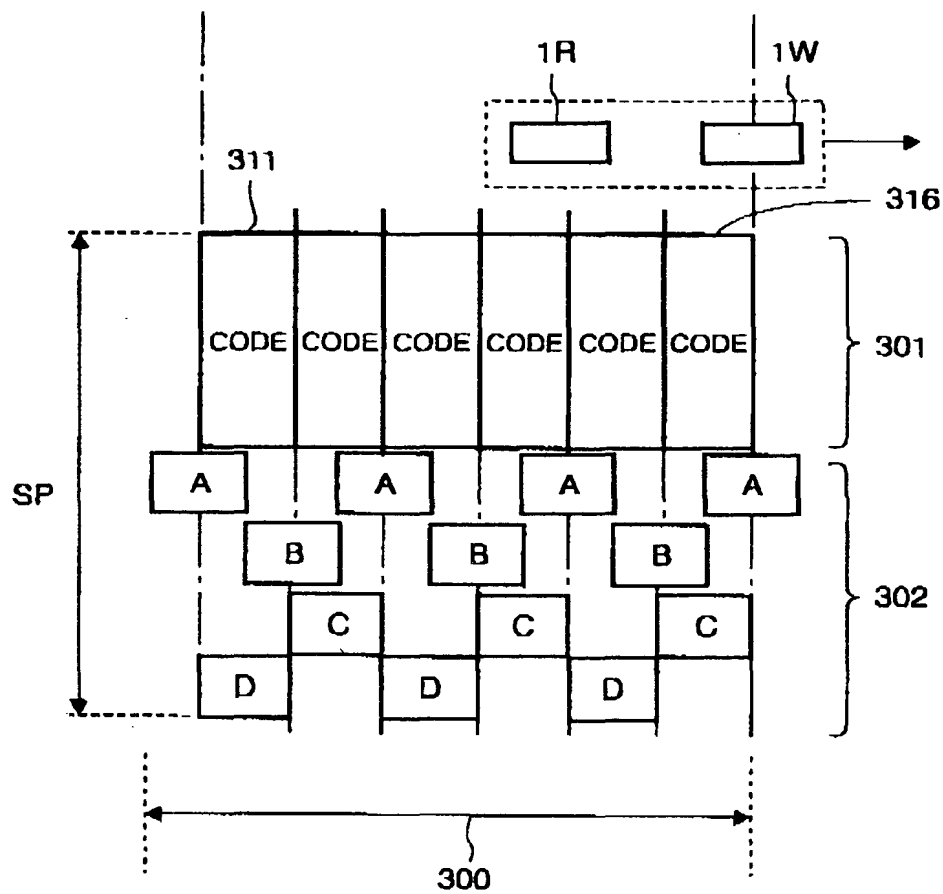 1R 1W
311
316
CODE CODE CODE CODE CODE CODE
301
SP
A A A A
B B B
302
C C C
D D D
300